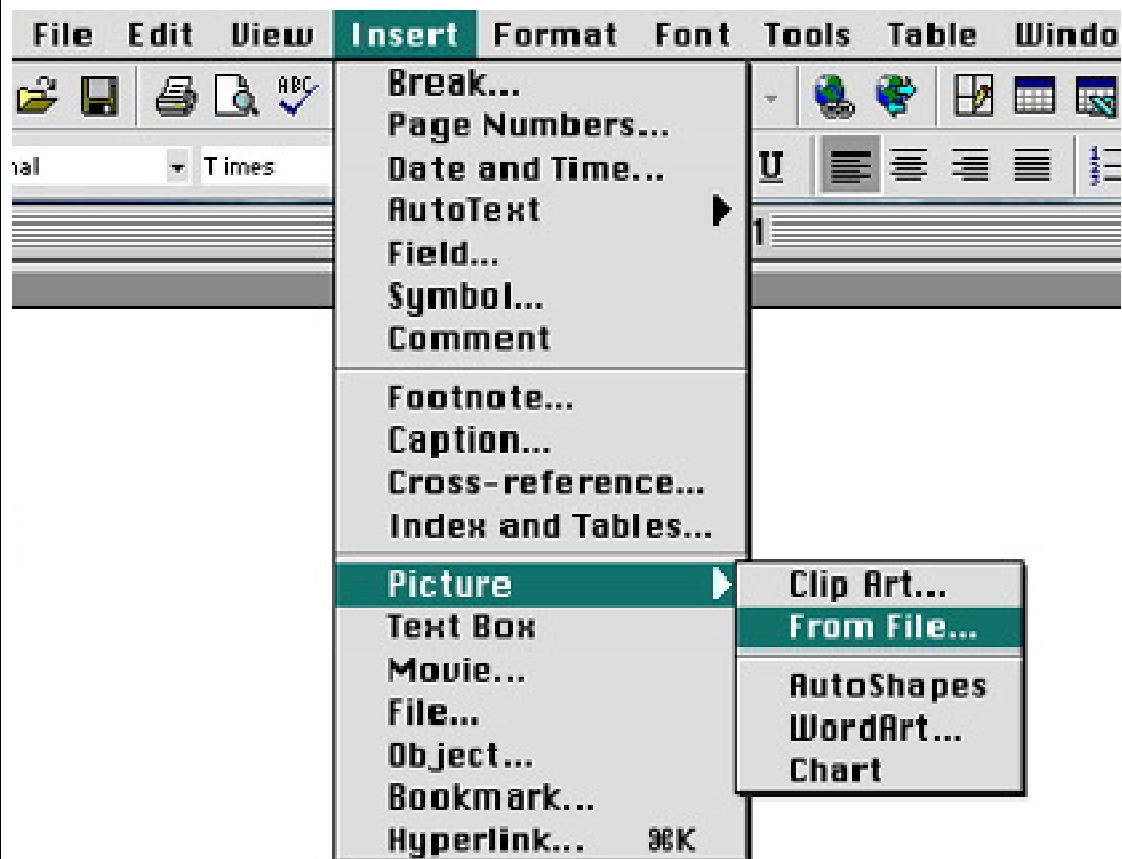 File Edit View Insert Format Font Tools Table Windo
ABC
nal Times U
1
Break...
Page Numbers...
Date and Time...
AutoText
Field...
Symbol...
Comment
Footnote...
Caption...
Cross-reference...
Index and Tables...
Picture
Clip Art...
From File...
AutoShapes
WordArt...
Chart
Text Box
Movie...
File...
Object...
Bookmark...
Hyperlink... ⌘K